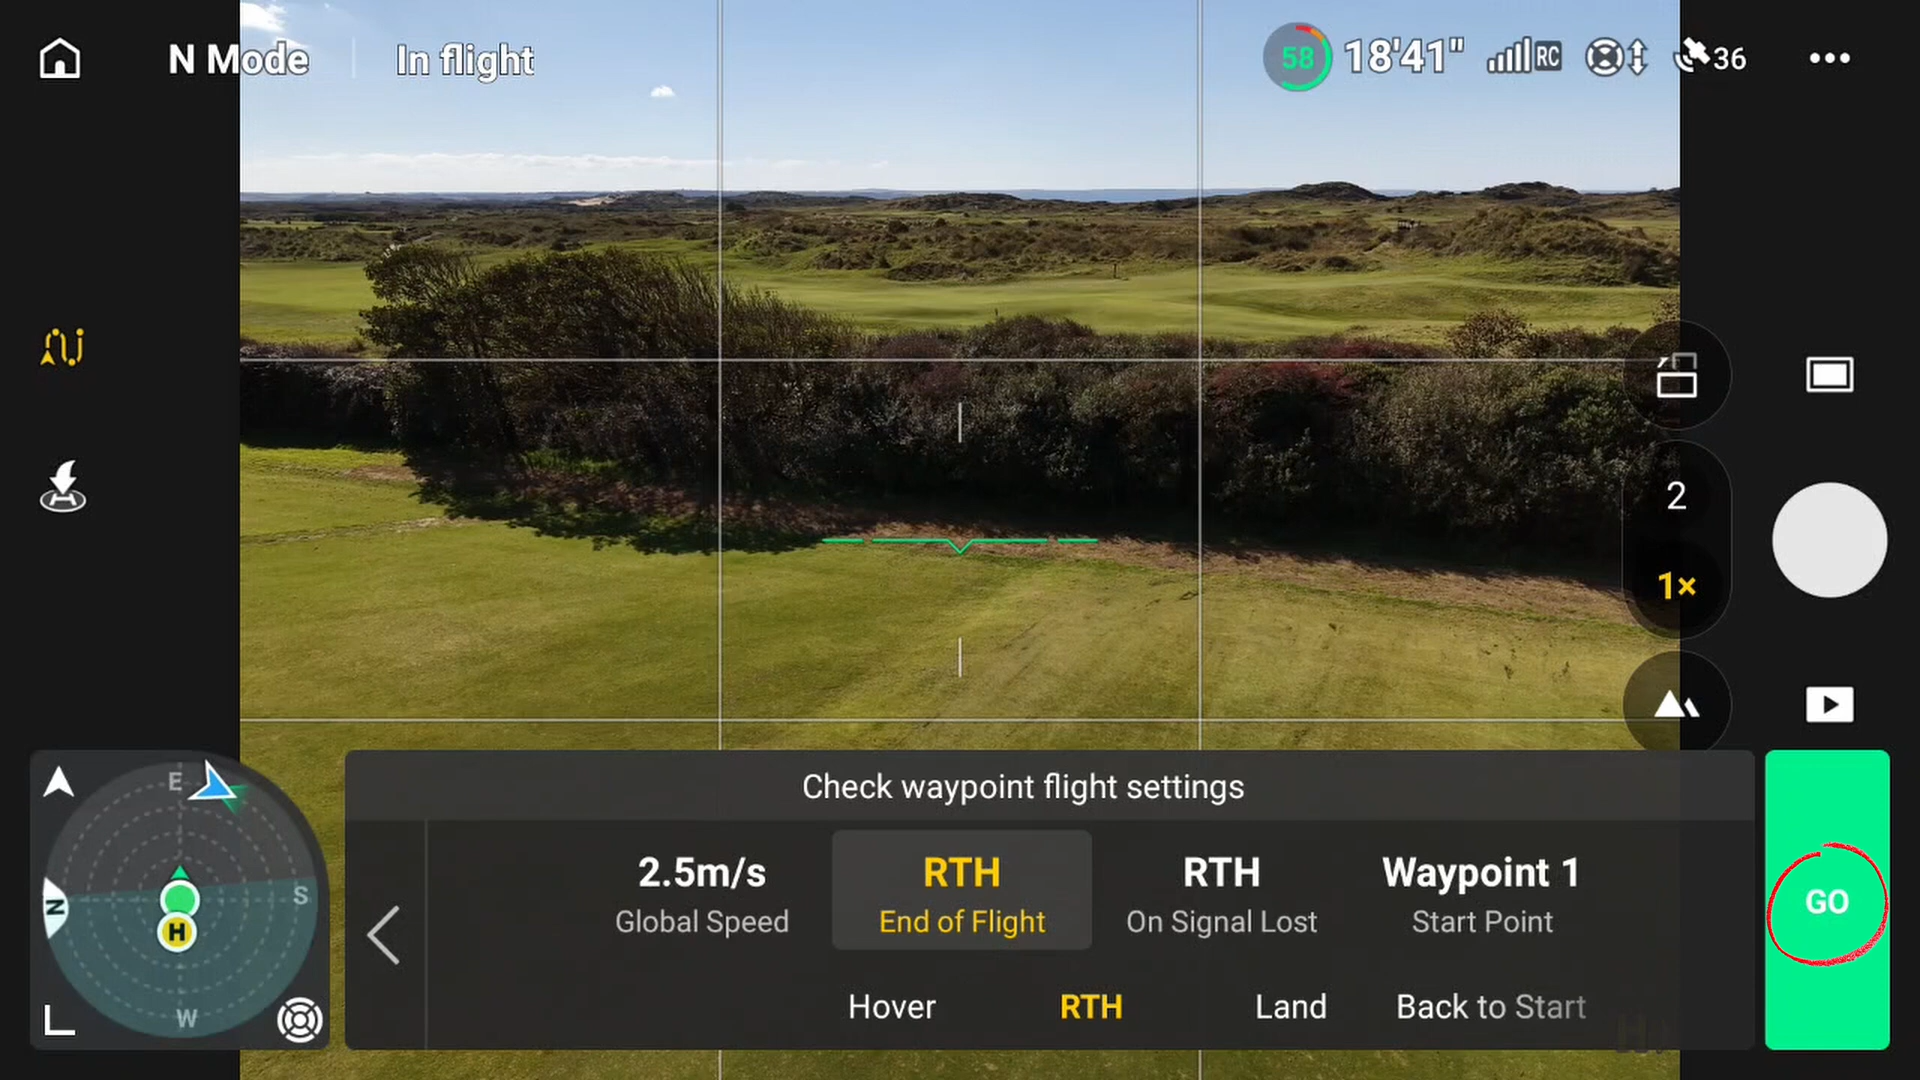 N Mode
In flight
58
18'41"
RC
36
2
1×
E
S
N
H
W
Check waypoint flight settings
2.5m/s
Global Speed
RTH
End of Flight
RTH
On Signal Lost
Waypoint 1
Start Point
Hover
RTH
Land
Back to Start
GO